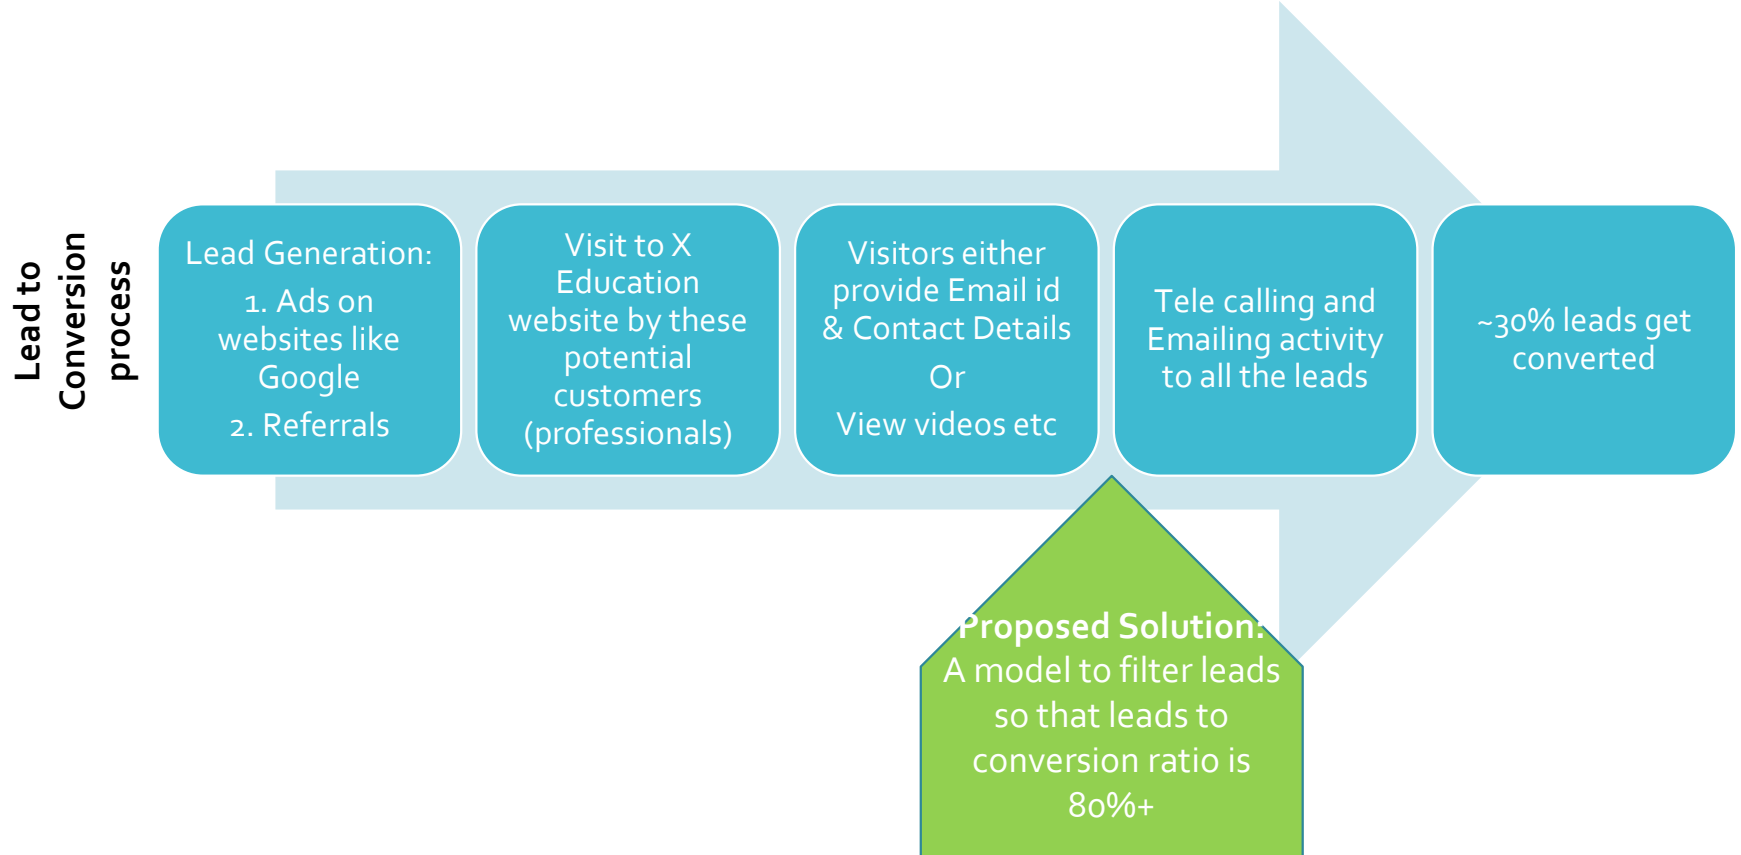 Lead to
Conversion
process
Lead Generation:
1. Ads on
websites like
Google
2. Referrals
Visit to X
Education
website by these
potential
customers
(professionals)
Visitors either
provide Email id
& Contact Details
Or
View videos etc
Tele calling and
Emailing activity
to all the leads
~30% leads get
converted
Proposed Solution:
A model to filter leads
so that leads to
conversion ratio is
80%+